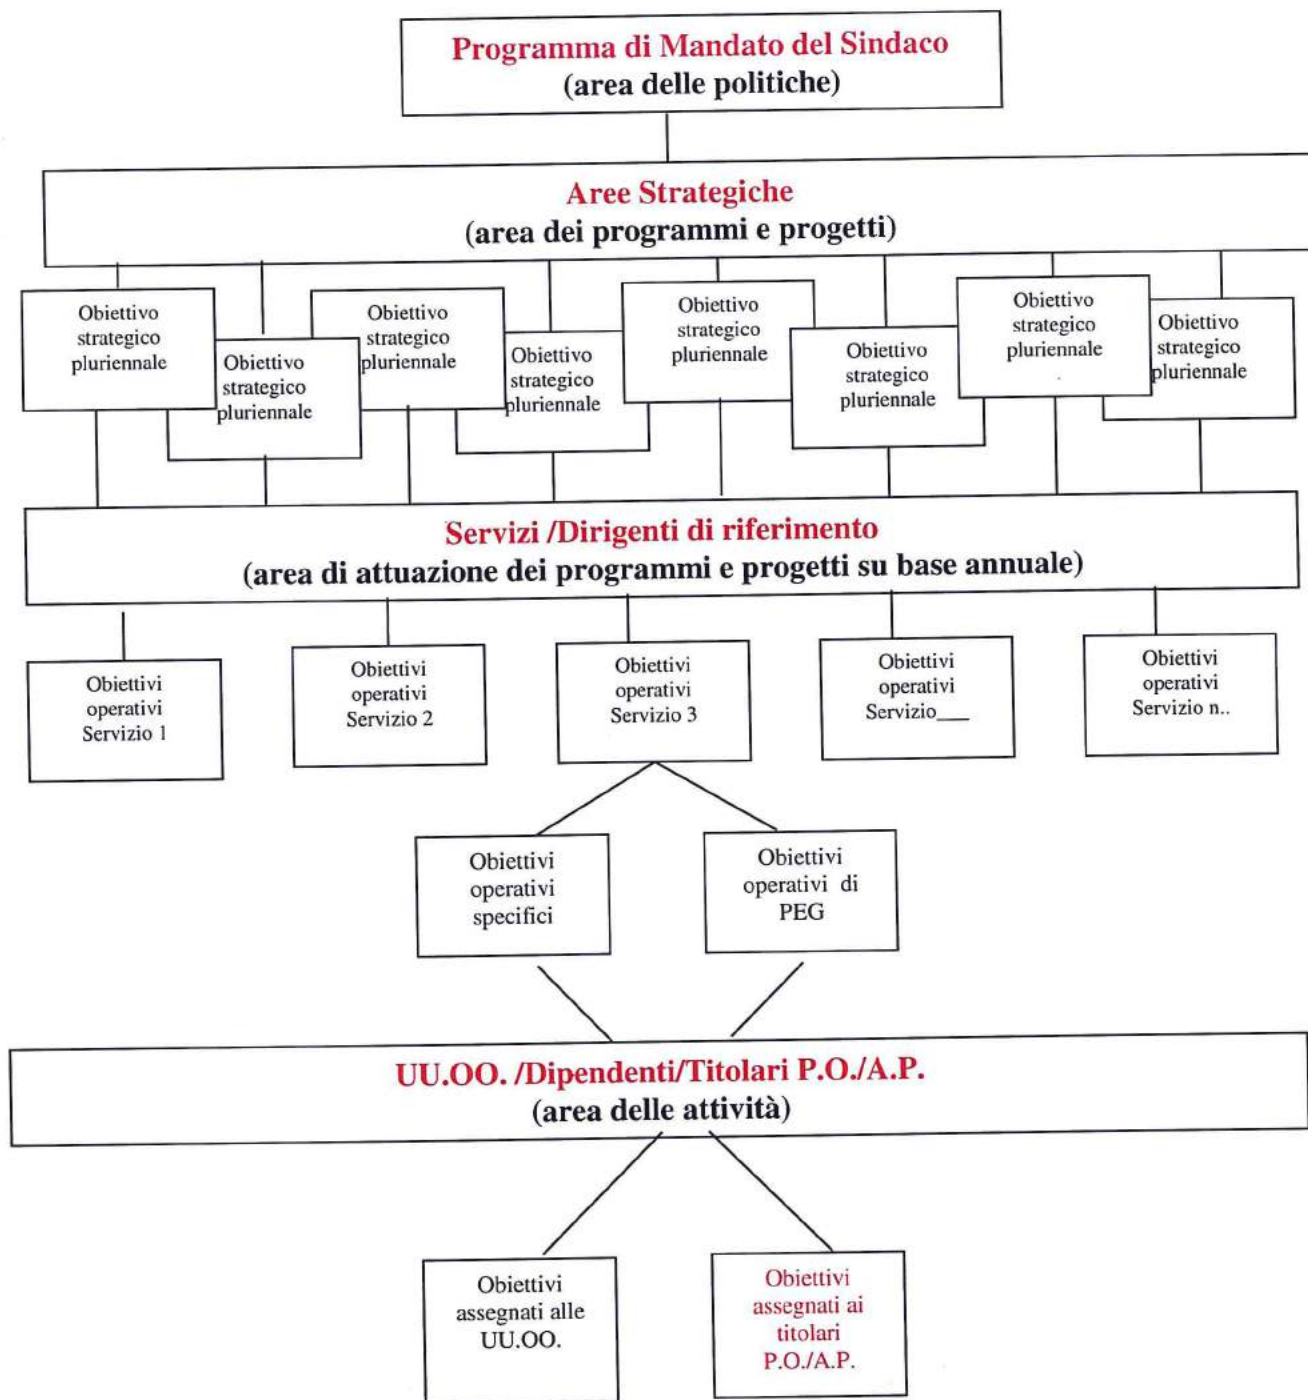 Programma di Mandato del Sindaco
(area delle politiche)
Aree Strategiche
(area dei programmi e progetti)
Obiettivo
strategico
pluriennale
Obiettivo
strategico
pluriennale
Obiettivo
strategico
pluriennale
Obiettivo
strategico
pluriennale
Obiettivo
strategico
pluriennale
Obiettivo
strategico
pluriennale
Obiettivo
strategico
pluriennale
Obiettivo
strategico
pluriennale
Servizi /Dirigenti di riferimento
(area di attuazione dei programmi e progetti su base annuale)
Obiettivi
operativi
Servizio 1
Obiettivi
operativi
Servizio 2
Obiettivi
operativi
Servizio 3
Obiettivi
operativi
Servizio___
Obiettivi
operativi
Servizio n..
Obiettivi
operativi
specifici
Obiettivi
operativi di
PEG
UU.OO. /Dipendenti/Titolari P.O./A.P.
(area delle attività)
Obiettivi
assegnati alle
UU.OO.
Obiettivi
assegnati ai
titolari
P.O./A.P.